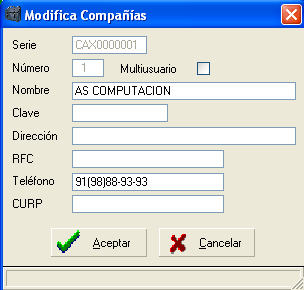 Modifica Compañías
Serie CAX0000001
Número 1 Multiusuario
Nombre AS COMPUTACION
Clave
Dirección
RFC
Teléfono 91(98)88-93-93
CURP
Aceptar Cancelar